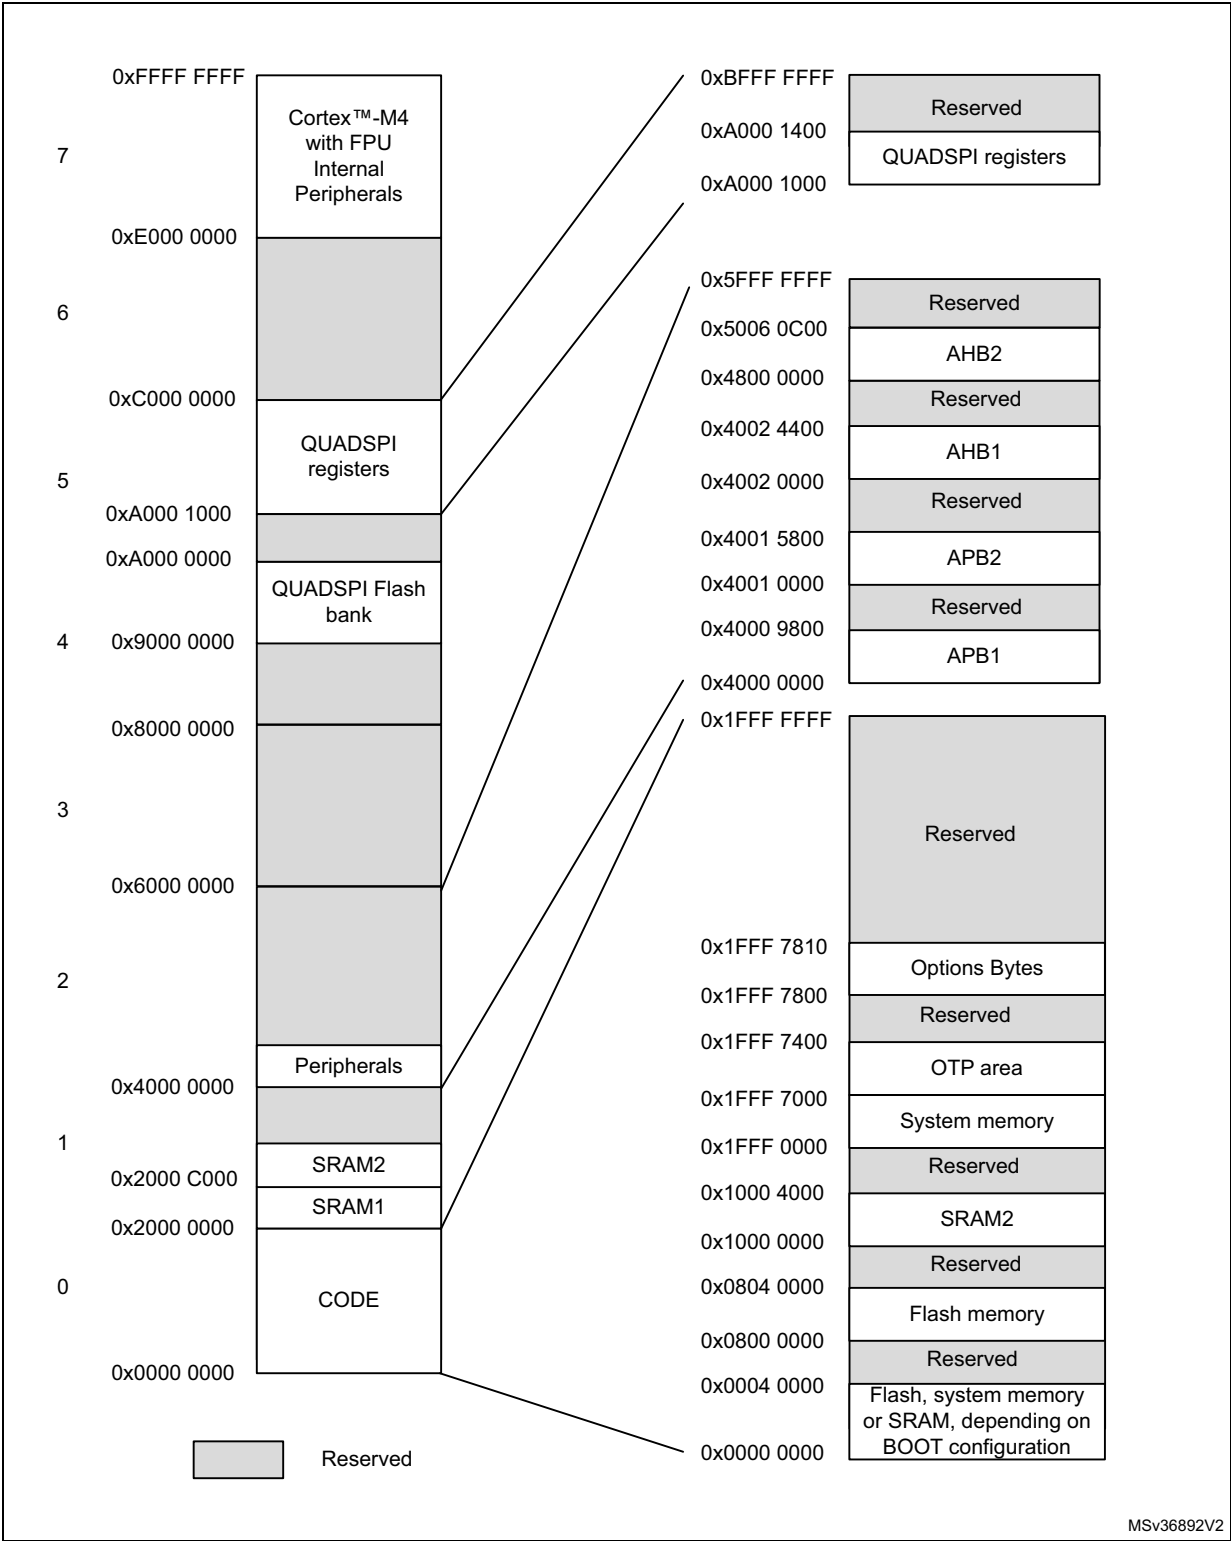 0xFFFF FFFF
Cortex™-M4
with FPU
Internal
Peripherals
7
0xE000 0000
6
0xC000 0000
QUADSPI
registers
5
0xA000 1000
0xA000 0000
QUADSPI Flash
bank
4
0x9000 0000
0x8000 0000
3
0x6000 0000
2
Peripherals
0x4000 0000
1
SRAM2
0x2000 C000
SRAM1
0x2000 0000
0
CODE
0x0000 0000
Reserved
0xBFFF FFFF
Reserved
0xA000 1400
QUADSPI registers
0xA000 1000
0x5FFF FFFF
Reserved
0x5006 0C00
AHB2
0x4800 0000
Reserved
0x4002 4400
AHB1
0x4002 0000
Reserved
0x4001 5800
APB2
0x4001 0000
Reserved
0x4000 9800
APB1
0x4000 0000
0x1FFF FFFF
Reserved
0x1FFF 7810
Options Bytes
0x1FFF 7800
Reserved
0x1FFF 7400
OTP area
0x1FFF 7000
System memory
0x1FFF 0000
Reserved
0x1000 4000
SRAM2
0x1000 0000
Reserved
0x0804 0000
Flash memory
0x0800 0000
Reserved
0x0004 0000
Flash, system memory
or SRAM, depending on
BOOT configuration
0x0000 0000
MSv36892V2